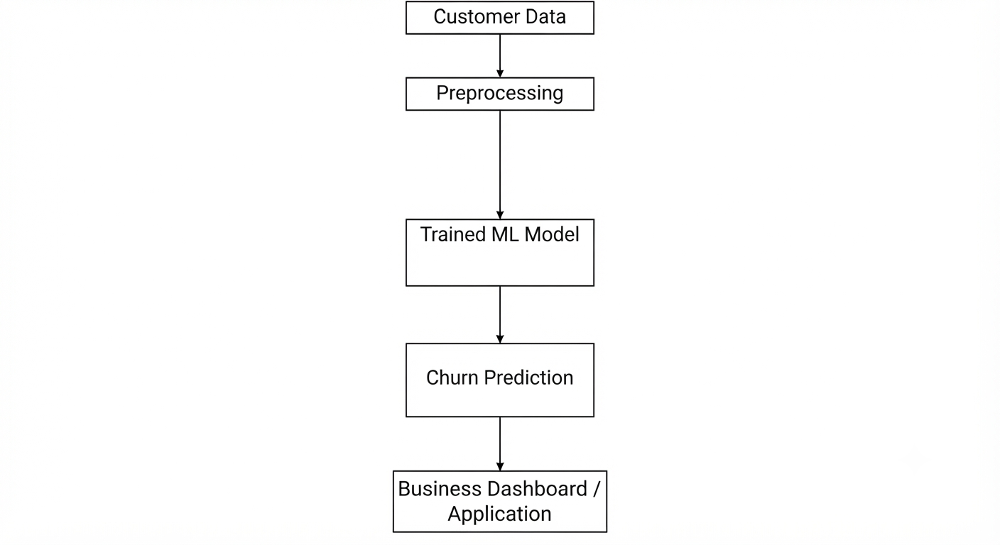 Customer Data
Preprocessing
Trained ML Model
Churn Prediction
Business Dashboard /
Application